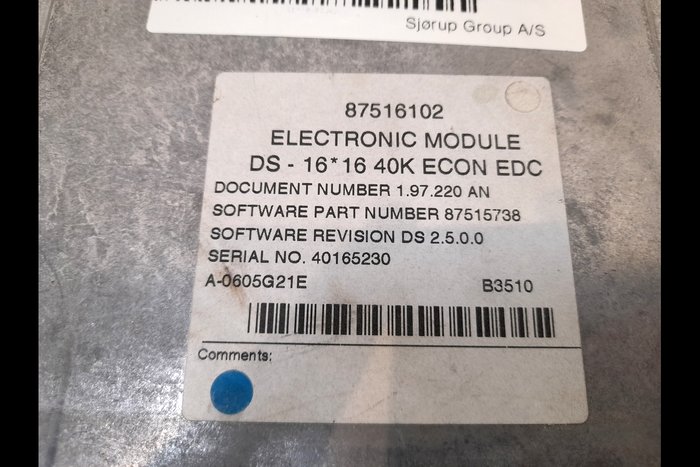 Sjørup Group A/S
87516102
ELECTRONIC MODULE
DS - 16*16 40K ECON EDC
DOCUMENT NUMBER 1.97.220 AN
SOFTWARE PART NUMBER 87515738
SOFTWARE REVISION DS 2.5.0.0
SERIAL NO. 40165230
A-0605G21E B3510
Comments: